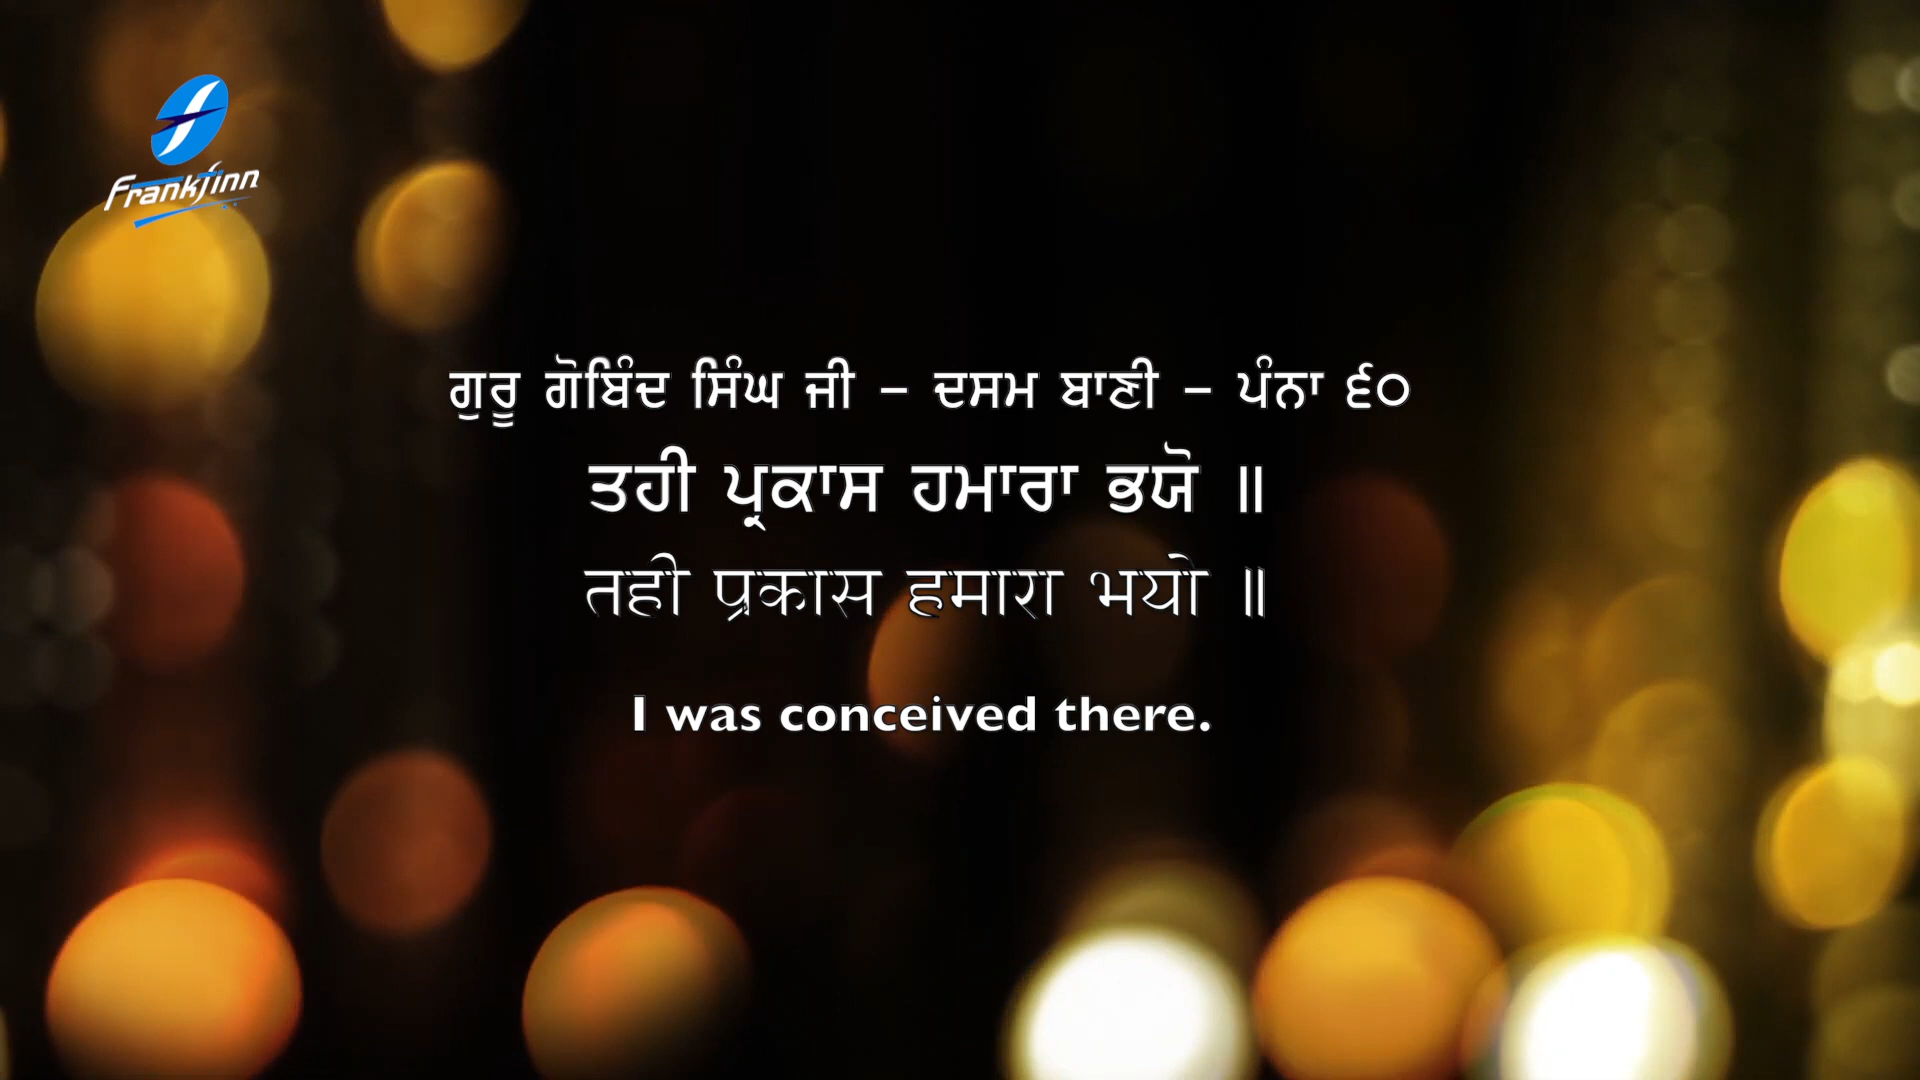 Frankfinn
ਗੁਰੂ ਗੋਬਿੰਦ ਸਿੰਘ ਜੀ – ਦਸਮ ਬਾਣੀ – ਪੰਨਾ ੬੦
ਤਹੀ ਪ੍ਰਕਾਸ ਹਮਾਰਾ ਭਯੋ ॥
तही प्रकास हमारा भयो ॥
I was conceived there.